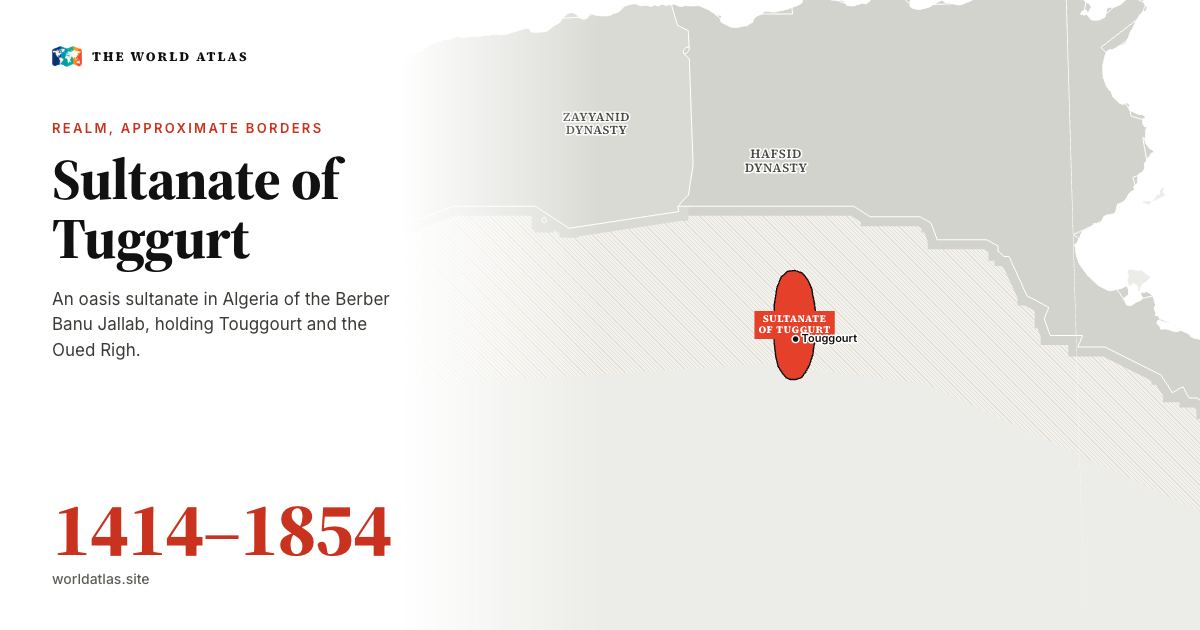 THE WORLD ATLAS
REALM, APPROXIMATE BORDERS
Sultanate of
Tuggurt
An oasis sultanate in Algeria of the Berber
Banu Jallab, holding Touggourt and the
Oued Righ.
1414–1854
worldatlas.site
ZAYYANID
DYNASTY
HAFSID
DYNASTY
SULTANATE
OF TUGGURT
Touggourt